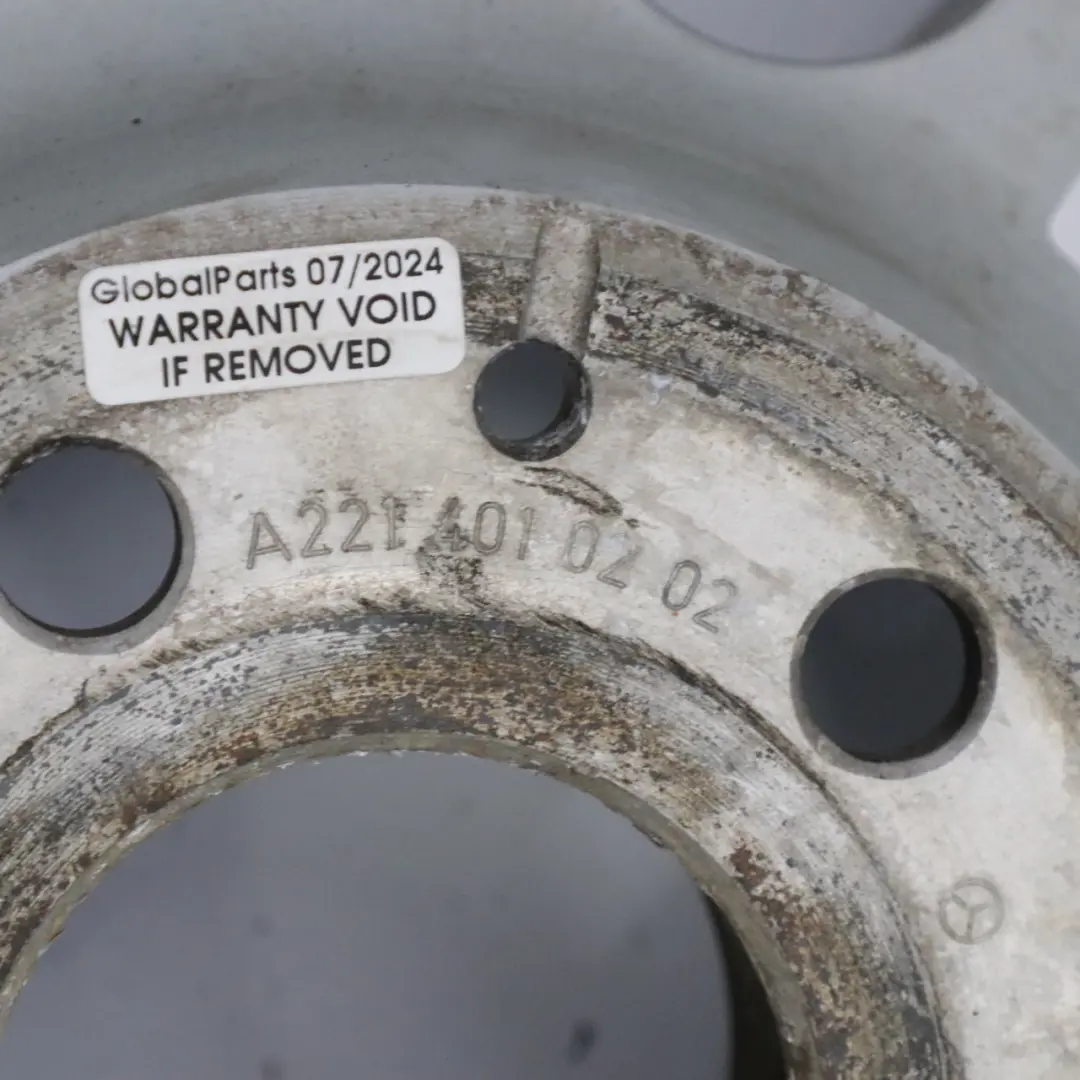 GlobalParts 07/2024
WARRANTY VOID
IF REMOVED
A221 401 02 02